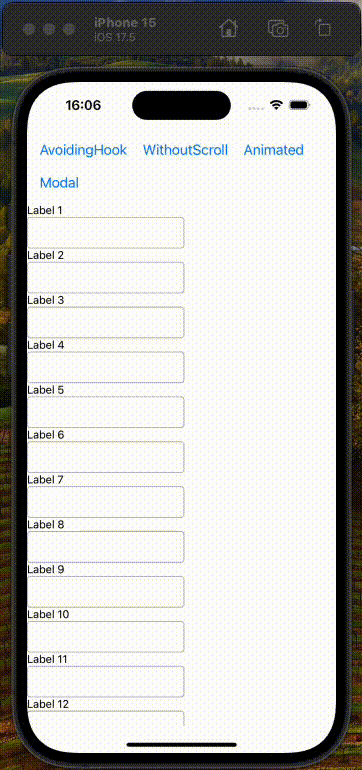 iPhone 15
iOS 17.5
16:06
AvoidingHook WithoutScroll Animated
Modal
Label 1
Label 2
Label 3
Label 4
Label 5
Label 6
Label 7
Label 8
Label 9
Label 10
Label 11
Label 12